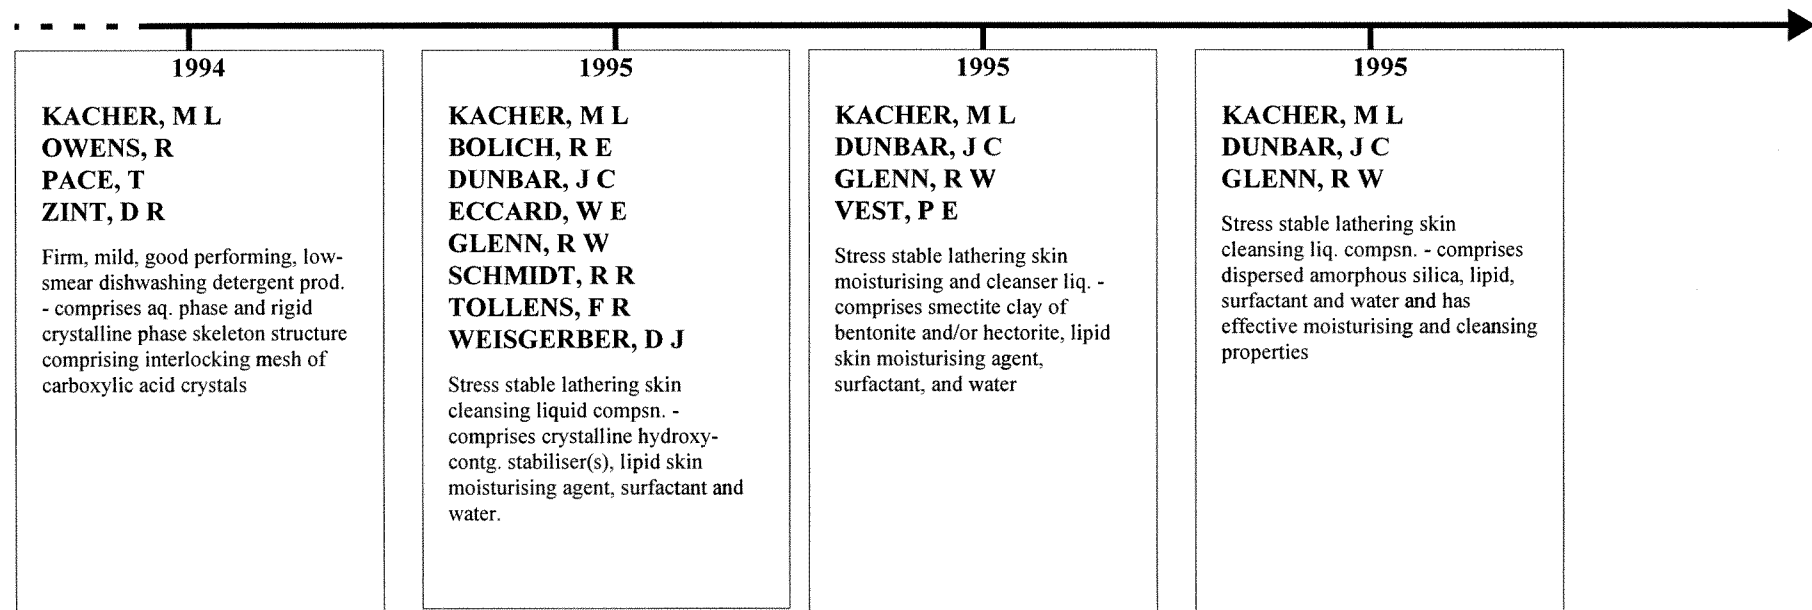 1994
KACHER, M L
OWENS, R
PACE, T
ZINT, D R
Firm, mild, good performing, low-
smear dishwashing detergent prod.
- comprises aq. phase and rigid
crystalline phase skeleton structure
comprising interlocking mesh of
carboxylic acid crystals
1995
KACHER, M L
BOLICH, R E
DUNBAR, J C
ECCARD, W E
GLENN, R W
SCHMIDT, R R
TOLLENS, F R
WEISGERBER, D J
Stress stable lathering skin
cleansing liquid compsn. -
comprises crystalline hydroxy-
contg. stabiliser(s), lipid skin
moisturising agent, surfactant and
water.
1995
KACHER, M L
DUNBAR, J C
GLENN, R W
VEST, P E
Stress stable lathering skin
moisturising and cleanser liq. -
comprises smectite clay of
bentonite and/or hectorite, lipid
skin moisturising agent,
surfactant, and water
1995
KACHER, M L
DUNBAR, J C
GLENN, R W
Stress stable lathering skin
cleansing liq. compsn. - comprises
dispersed amorphous silica, lipid,
surfactant and water and has
effective moisturising and cleansing
properties